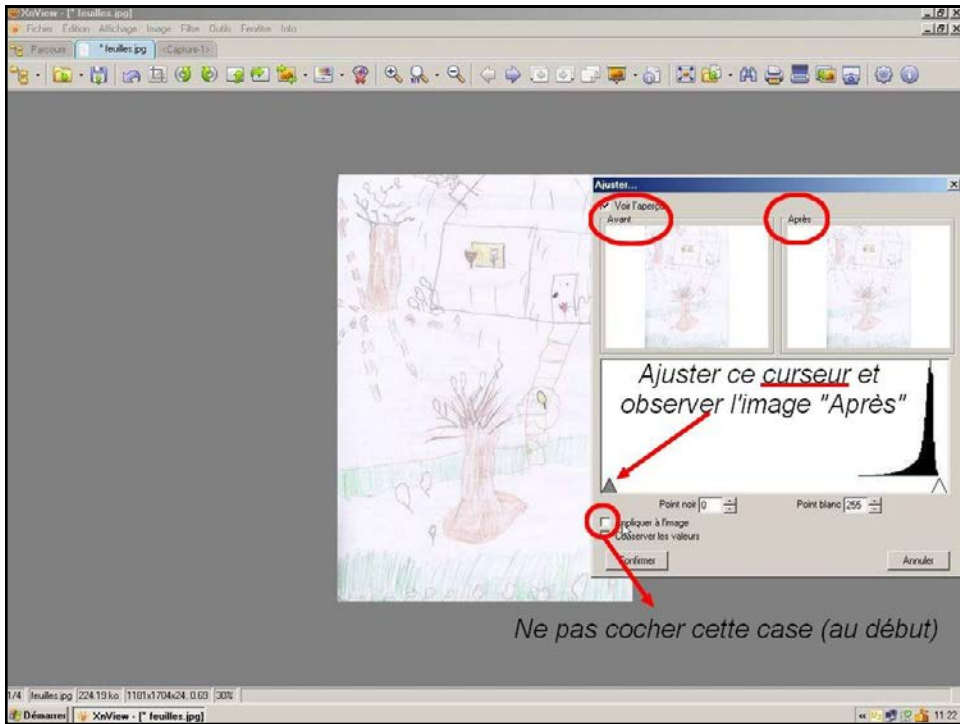 XnView - [* feuilles.jpg]
Fichier Édition Affichage Image Filtre Outils Fenêtre Info
Parcourir * feuilles.jpg <Capture-1>
Ajuster...
Voir l'aperçu
Avant Après
Ajuster ce curseur et
observer l'image "Après"
Point noir 0 Point blanc 255
Appliquer à l'image
Conserver les valeurs
Confirmer Annuler
Ne pas cocher cette case (au début)
1/4 feuilles.jpg 224.19 ko 1181x1704x24, 0.69 30%
Démarrer XnView - [* feuilles.jpg] 11:22